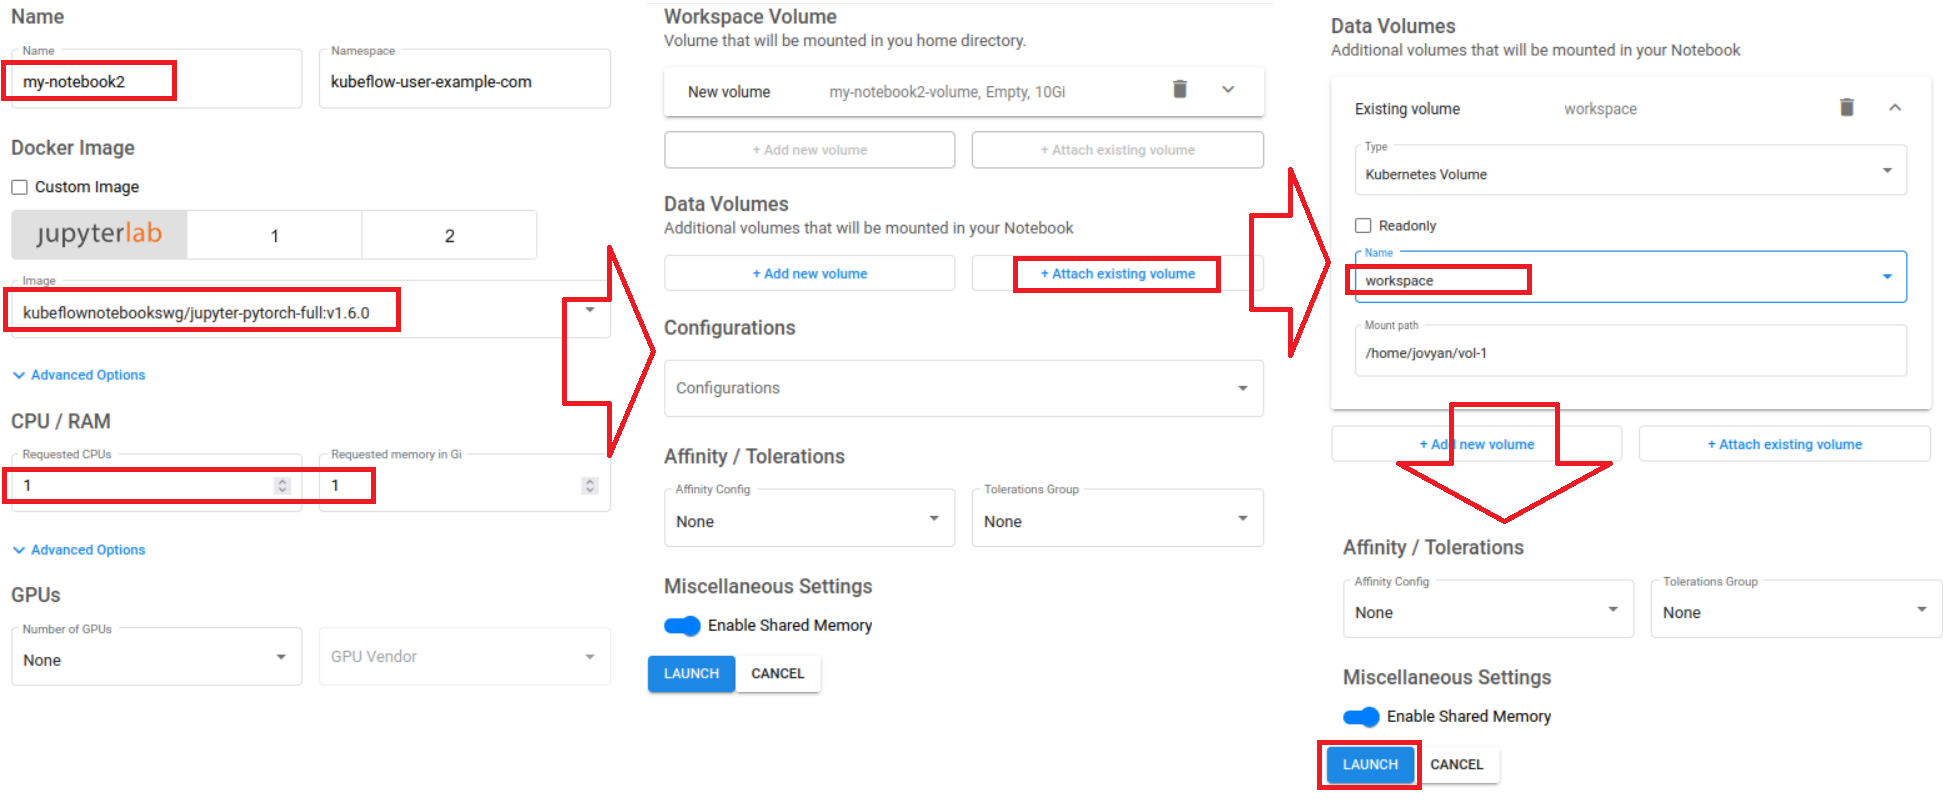 Name
Name
my-notebook2
Namespace
kubeflow-user-example-com
Docker Image
Custom Image
jupyterlab
1
2
Image
kubeflownotebookswg/jupyter-pytorch-full:v1.6.0
Advanced Options
CPU / RAM
Requested CPUs
1
Requested memory in Gi
1
Advanced Options
GPUs
Number of GPUs
None
GPU Vendor
Workspace Volume
Volume that will be mounted in you home directory.
New volume my-notebook2-volume, Empty, 10Gi
+ Add new volume
+ Attach existing volume
Data Volumes
Additional volumes that will be mounted in your Notebook
+ Add new volume
+ Attach existing volume
Configurations
Configurations
Affinity / Tolerations
Affinity Config
None
Tolerations Group
None
Miscellaneous Settings
Enable Shared Memory
LAUNCH
CANCEL
Data Volumes
Additional volumes that will be mounted in your Notebook
Existing volume workspace
Type
Kubernetes Volume
Readonly
Name
workspace
Mount path
/home/jovyan/vol-1
+ Add new volume
+ Attach existing volume
Affinity / Tolerations
Affinity Config
None
Tolerations Group
None
Miscellaneous Settings
Enable Shared Memory
LAUNCH
CANCEL